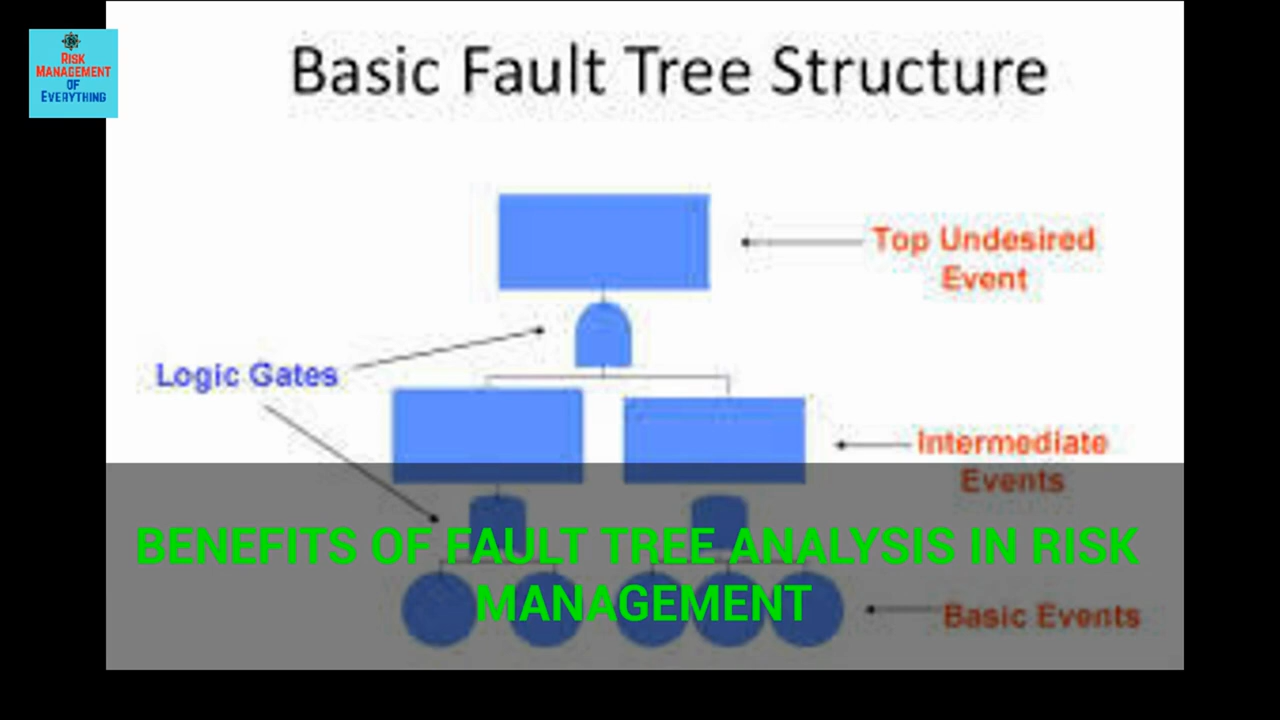 RISK
MANAGEMENT
OF
EVERYTHING
Basic Fault Tree Structure
Top Undesired
Event
Logic Gates
Intermediate
Events
BENEFITS OF FAULT TREE ANALYSIS IN RISK
MANAGEMENT
Basic Events